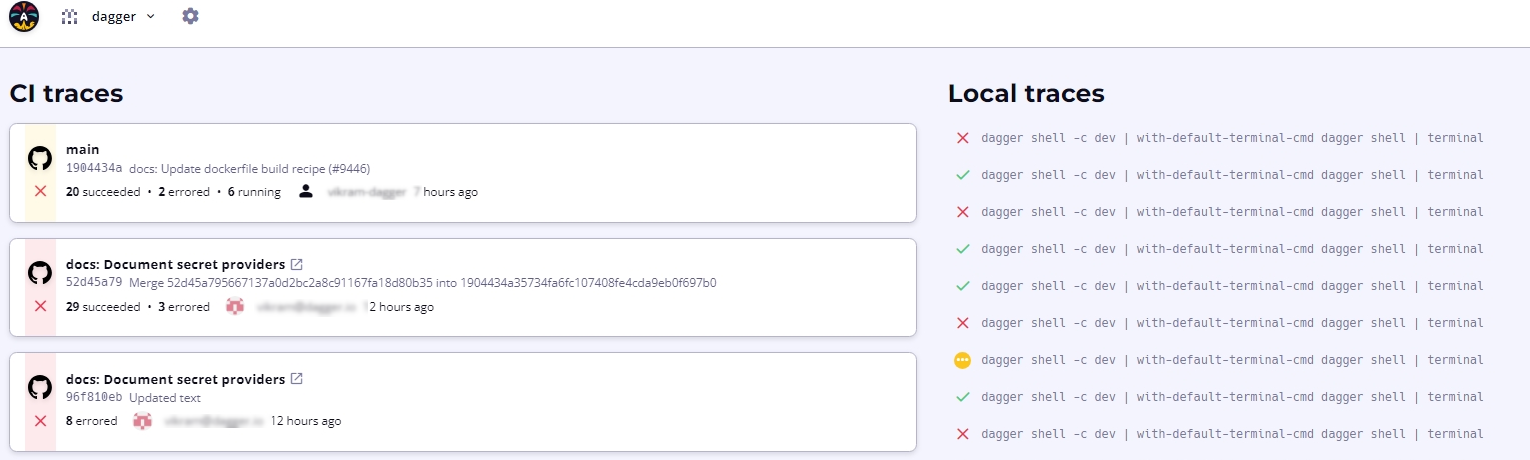 dagger
CI traces
main
1904434a docs: Update dockerfile build recipe (#9446)
20 succeeded • 2 errored • 6 running 7 hours ago
docs: Document secret providers
52d45a79 Merge 52d45a795667137a0d2bc2a8c91167fa18d80b35 into 1904434a35734fa6fc107408fe4cda9eb0f697b0
29 succeeded • 3 errored 12 hours ago
docs: Document secret providers
96f810eb Updated text
8 errored 12 hours ago
Local traces
dagger shell -c dev | with-default-terminal-cmd dagger shell | terminal
dagger shell -c dev | with-default-terminal-cmd dagger shell | terminal
dagger shell -c dev | with-default-terminal-cmd dagger shell | terminal
dagger shell -c dev | with-default-terminal-cmd dagger shell | terminal
dagger shell -c dev | with-default-terminal-cmd dagger shell | terminal
dagger shell -c dev | with-default-terminal-cmd dagger shell | terminal
dagger shell -c dev | with-default-terminal-cmd dagger shell | terminal
dagger shell -c dev | with-default-terminal-cmd dagger shell | terminal
dagger shell -c dev | with-default-terminal-cmd dagger shell | terminal